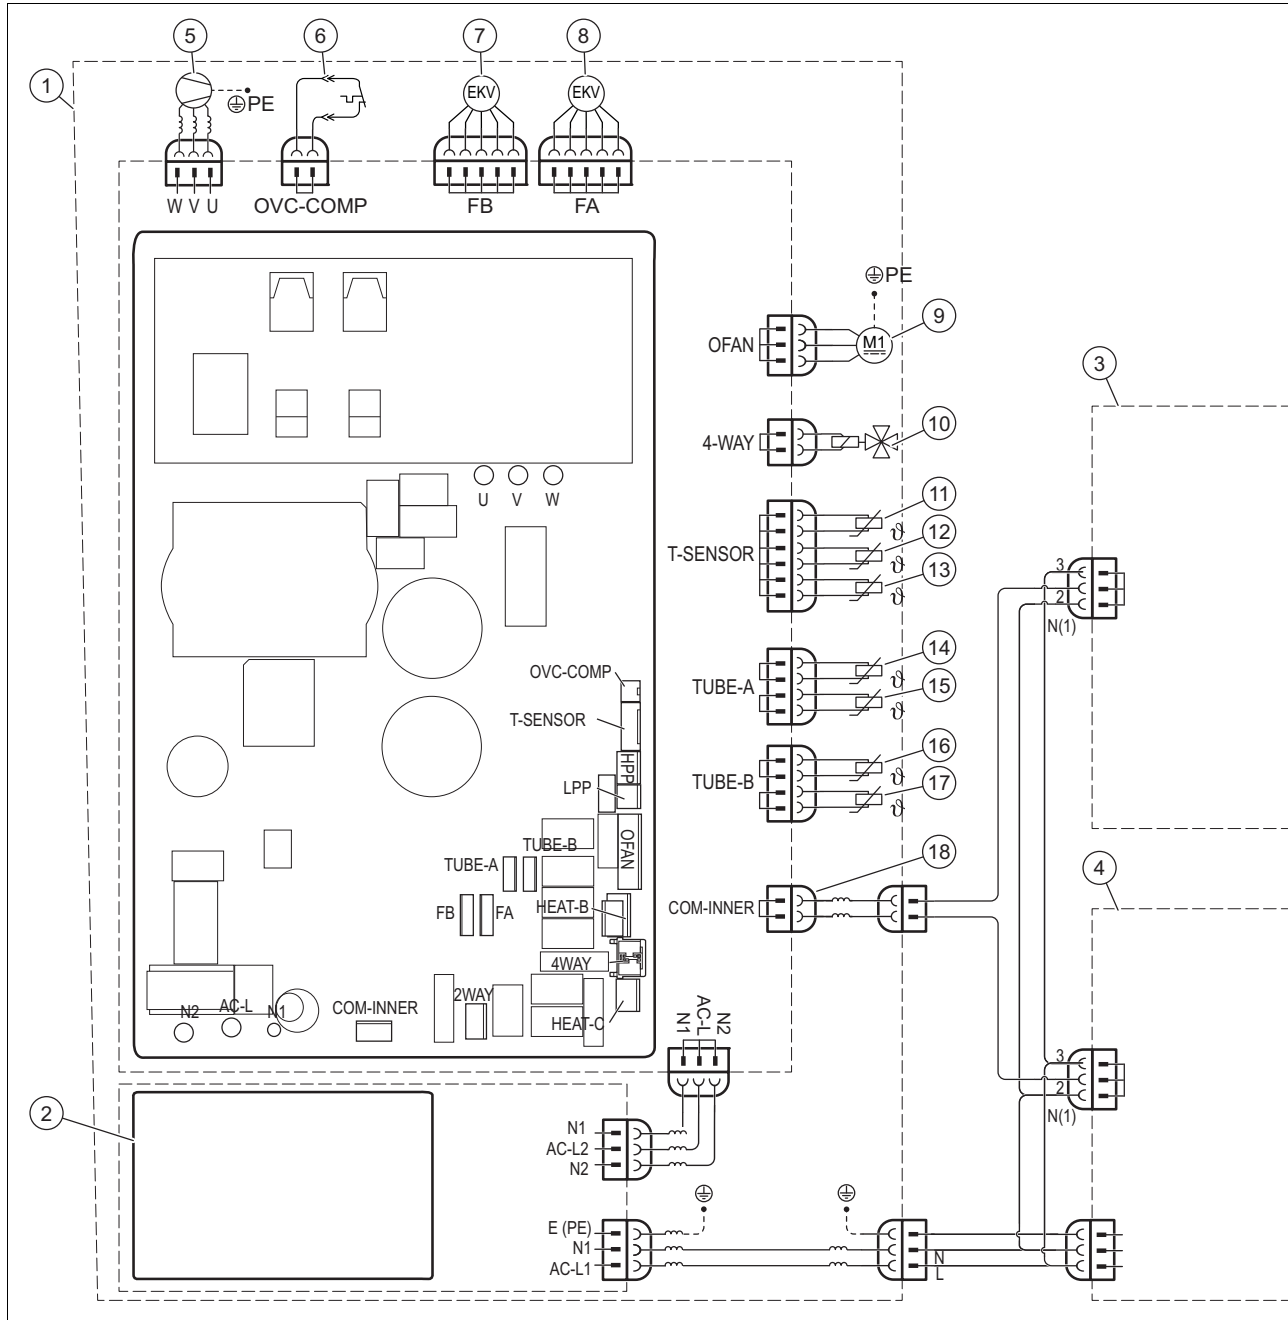 5
6
7
8
1
EKV
EKV
PE
W V U
OVC-COMP
FB
FA
PE
9
OFAN
M1
3
4-WAY
10
U
V
W
11
T-SENSOR
ϑ
12
ϑ
13
ϑ
3
2
N(1)
14
OVC-COMP
TUBE-A
ϑ
15
ϑ
T-SENSOR
16
HPP
TUBE-B
ϑ
LPP
17
ϑ
OFAN
TUBE-B
TUBE-A
18
4
FB
FA
HEAT-B
COM-INNER
4WAY
N2
AC-L
N1
COM-INNER
2WAY
HEAT-C
N1
AC-L
N2
3
2
N(1)
2
N1
AC-L2
N2
E (PE)
N1
AC-L1
N
L